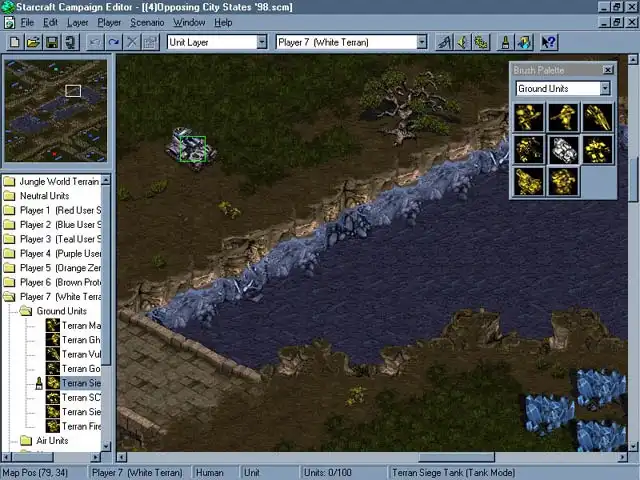 Starcraft Campaign Editor - [(4)Opposing City States '98.scm]
File Edit Layer Player Scenario Window Help
Unit Layer Player 7 (White Terran)
Brush Palette
Ground Units
Jungle World Terrain
Neutral Units
Player 1 (Red User S
Player 2 (Blue User S
Player 3 (Teal User S
Player 4 (Purple User
Player 5 (Orange Zer
Player 6 (Brown Prot
Player 7 (White Terra
Ground Units
Terran Ma
Terran Gh
Terran Vul
Terran Go
Terran Sie
Terran SC
Terran Sie
Terran Fire
Air Units
Map Pos (79, 34) Player 7 (White Terran) Human Unit Units: 0/100 Terran Siege Tank (Tank Mode)